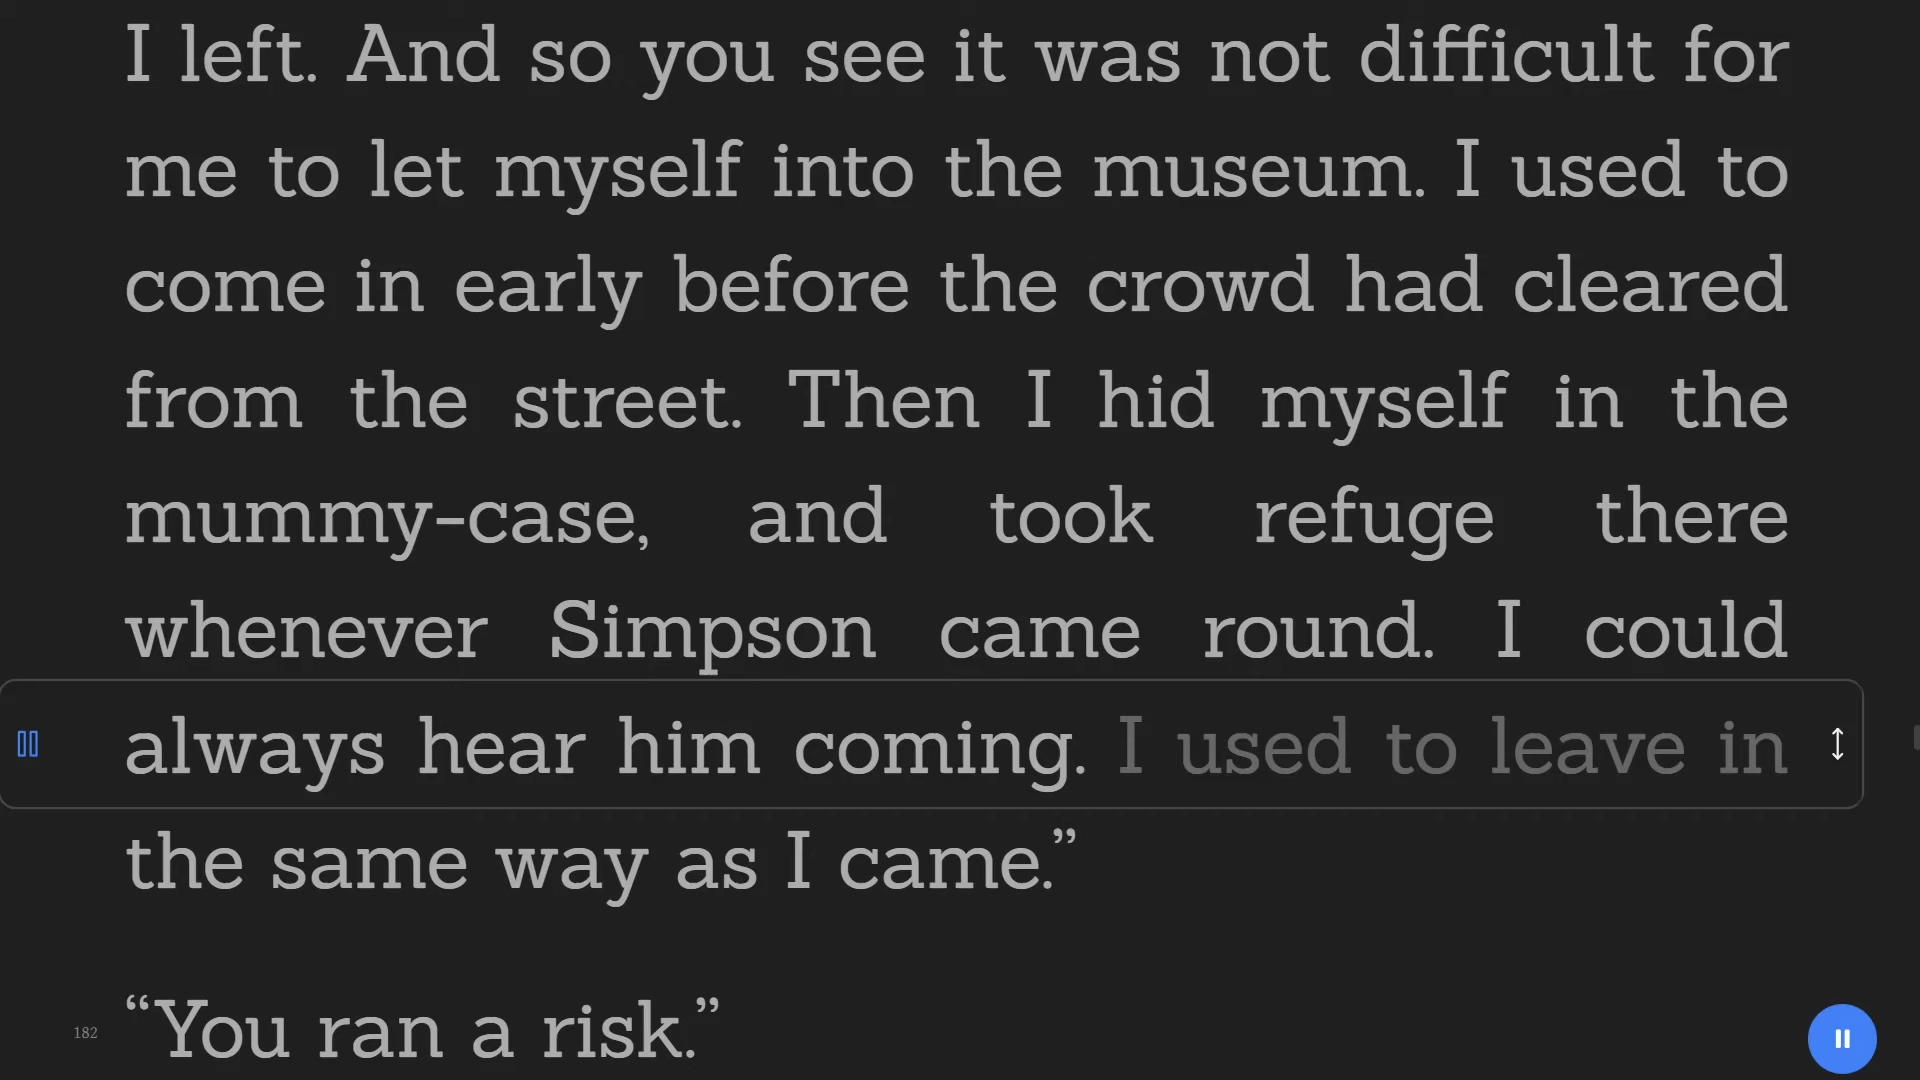 I left. And so you see it was not difficult for
me to let myself into the museum. I used to
come in early before the crowd had cleared
from the street. Then I hid myself in the
mummy-case, and took refuge there
whenever Simpson came round. I could
always hear him coming. I used to leave in
the same way as I came.”
“You ran a risk.”
182